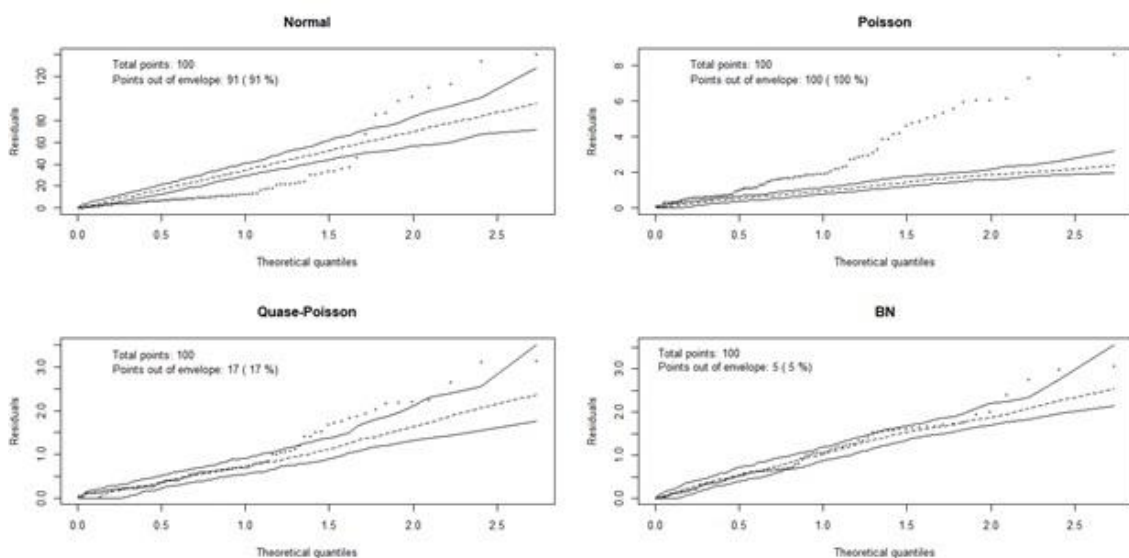 Normal
Total points: 100
Points out of envelope: 91 ( 91 %)
Residuals
0 20 40 60 80 120
0.0 0.5 1.0 1.5 2.0 2.5
Theoretical quantiles
Poisson
Total points: 100
Points out of envelope: 100 ( 100 %)
Residuals
0 2 4 6 8
0.0 0.5 1.0 1.5 2.0 2.5
Theoretical quantiles
Quase-Poisson
Total points: 100
Points out of envelope: 17 ( 17 %)
Residuals
0.0 1.0 2.0 3.0
0.0 0.5 1.0 1.5 2.0 2.5
Theoretical quantiles
BN
Total points: 100
Points out of envelope: 5 ( 5 %)
Residuals
0.0 1.0 2.0 3.0
0.0 0.5 1.0 1.5 2.0 2.5
Theoretical quantiles